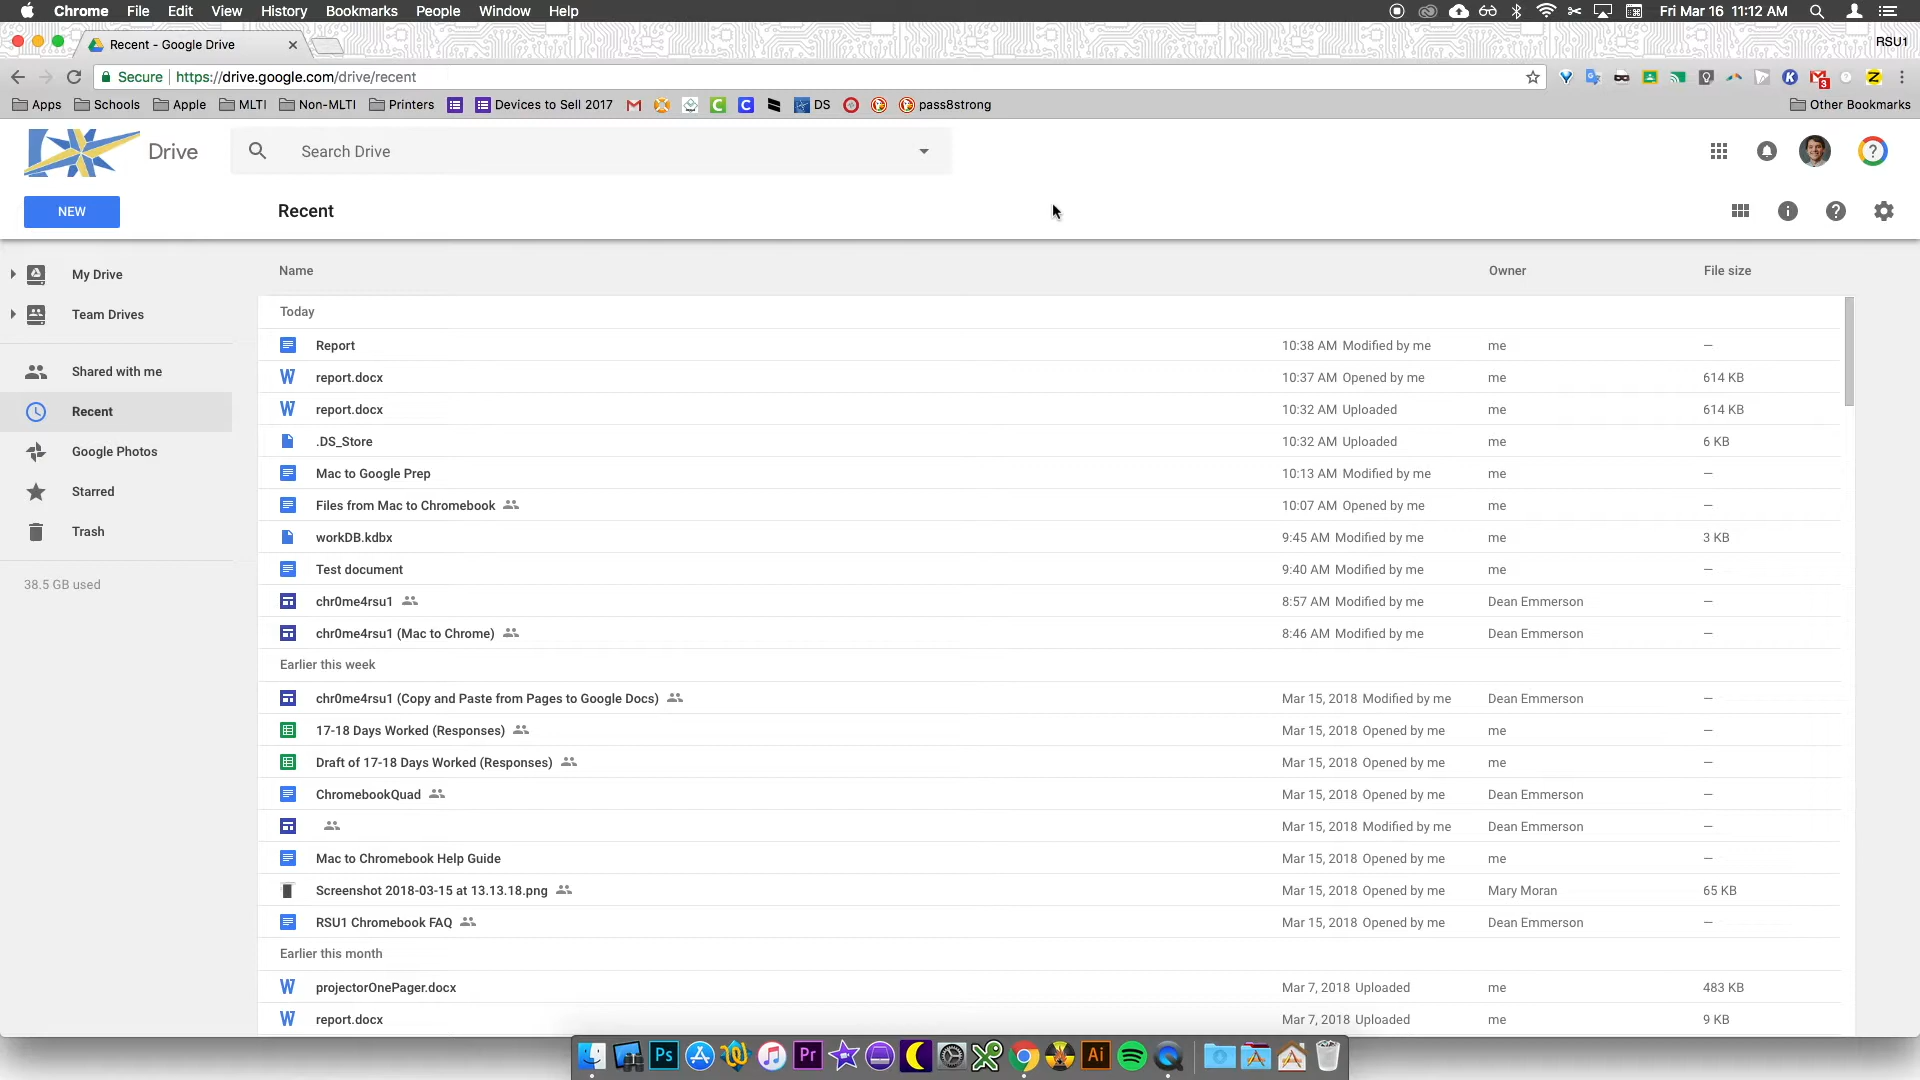 Chrome File Edit View History Bookmarks People Window Help Fri Mar 16 11:12 AM
Recent - Google Drive RSU1
Secure https://drive.google.com/drive/recent 3
Apps Schools Apple MLTI Non-MLTI Printers Devices to Sell 2017 DS pass8strong Other Bookmarks
Drive Search Drive
NEW Recent
Name Owner File size
My Drive
Team Drives
Shared with me
Recent
Google Photos
Starred
Trash
38.5 GB used
Today
Report 10:38 AM Modified by me me —
report.docx 10:37 AM Opened by me me 614 KB
report.docx 10:32 AM Uploaded me 614 KB
.DS_Store 10:32 AM Uploaded me 6 KB
Mac to Google Prep 10:13 AM Modified by me me —
Files from Mac to Chromebook 10:07 AM Opened by me me —
workDB.kdbx 9:45 AM Modified by me me 3 KB
Test document 9:40 AM Modified by me me —
chr0me4rsu1 8:57 AM Modified by me Dean Emmerson —
chr0me4rsu1 (Mac to Chrome) 8:46 AM Modified by me Dean Emmerson —
Earlier this week
chr0me4rsu1 (Copy and Paste from Pages to Google Docs) Mar 15, 2018 Modified by me Dean Emmerson —
17-18 Days Worked (Responses) Mar 15, 2018 Opened by me me —
Draft of 17-18 Days Worked (Responses) Mar 15, 2018 Opened by me me —
ChromebookQuad Mar 15, 2018 Opened by me Dean Emmerson —
Mar 15, 2018 Modified by me Dean Emmerson —
Mac to Chromebook Help Guide Mar 15, 2018 Opened by me me —
Screenshot 2018-03-15 at 13.13.18.png Mar 15, 2018 Opened by me Mary Moran 65 KB
RSU1 Chromebook FAQ Mar 15, 2018 Opened by me Dean Emmerson —
Earlier this month
projectorOnePager.docx Mar 7, 2018 Uploaded me 483 KB
report.docx Mar 7, 2018 Uploaded me 9 KB
Ps Pr Ai